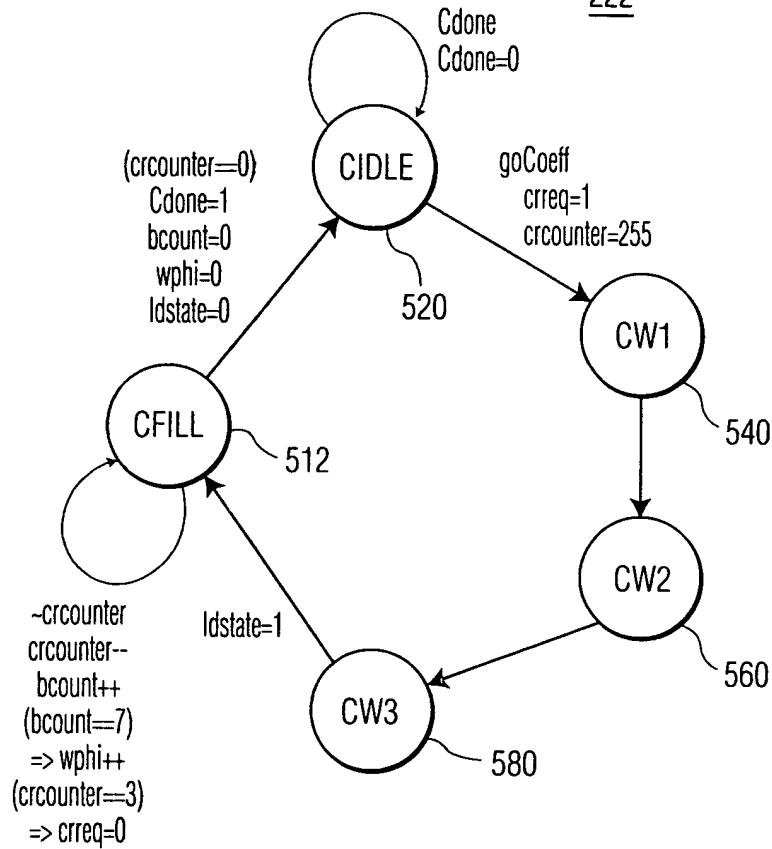 222
Cdone
Cdone=0
CIDLE
520
goCoeff
crreq=1
crcounter=255
(crcounter==0)
Cdone=1
bcount=0
wphi=0
ldstate=0
CW1
540
CFILL
512
CW2
560
ldstate=1
CW3
580
~crcounter
crcounter--
bcount++
(bcount==7)
=> wphi++
(crcounter==3)
=> crreq=0